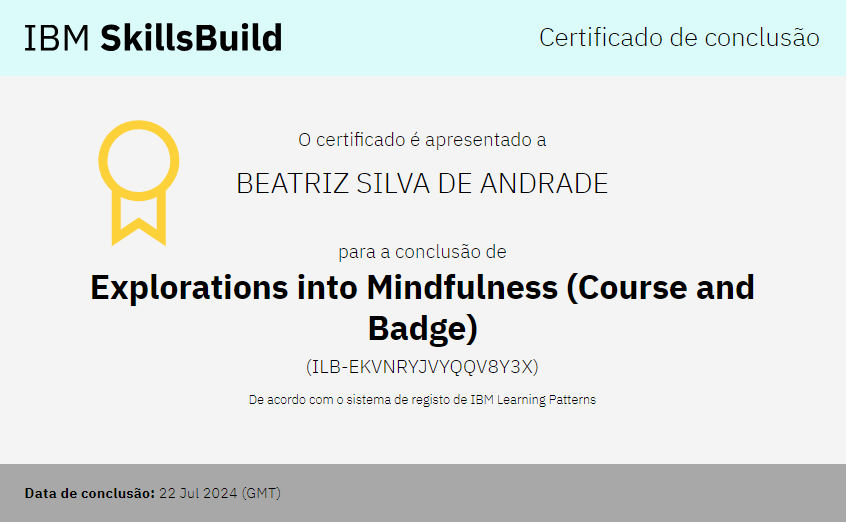 IBM SkillsBuild
Certificado de conclusão
O certificado é apresentado a
BEATRIZ SILVA DE ANDRADE
para a conclusão de
Explorations into Mindfulness (Course and
Badge)
(ILB-EKVNRYJVYQQV8Y3X)
De acordo com o sistema de registo de IBM Learning Patterns
Data de conclusão: 22 Jul 2024 (GMT)